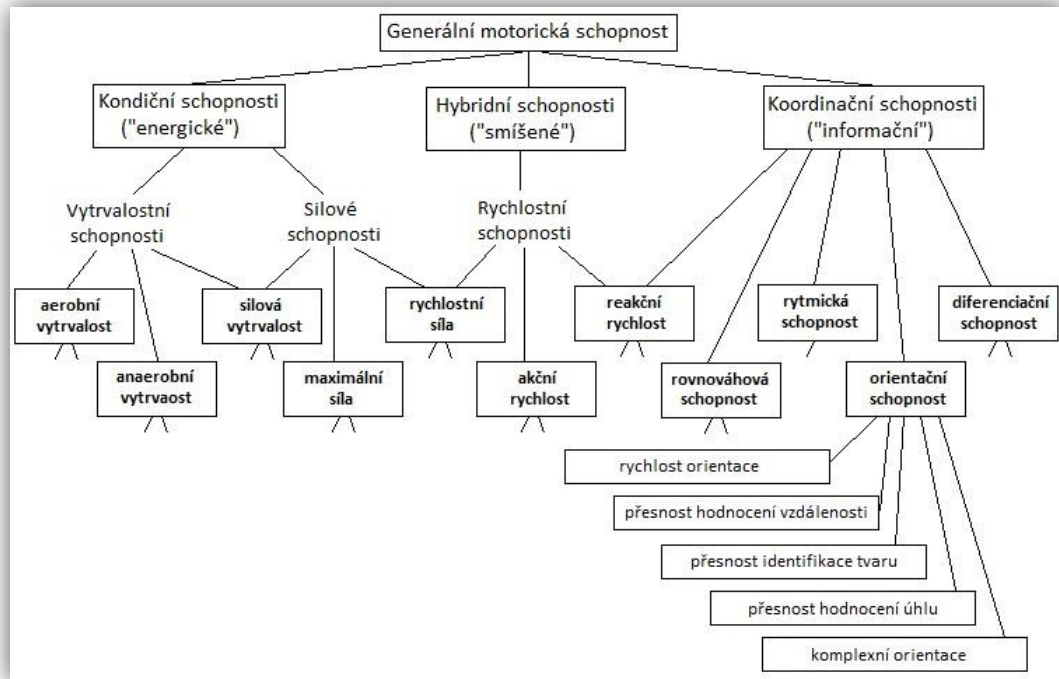 Generální motorická schopnost
Kondiční schopnosti
("energické")
Hybridní schopnosti
("smíšené")
Koordinační schopnosti
("informační")
Vytrvalostní
schopnosti
Silové
schopnosti
Rychlostní
schopnosti
aerobní
vytrvalost
silová
vytrvalost
rychlostní
síla
reakční
rychlost
rytmická
schopnost
diferenciační
schopnost
anaerobní
vytrvaost
maximální
síla
akční
rychlost
rovnováhová
schopnost
orientační
schopnost
rychlost orientace
přesnost hodnocení vzdálenosti
přesnost identifikace tvaru
přesnost hodnocení úhlu
komplexní orientace